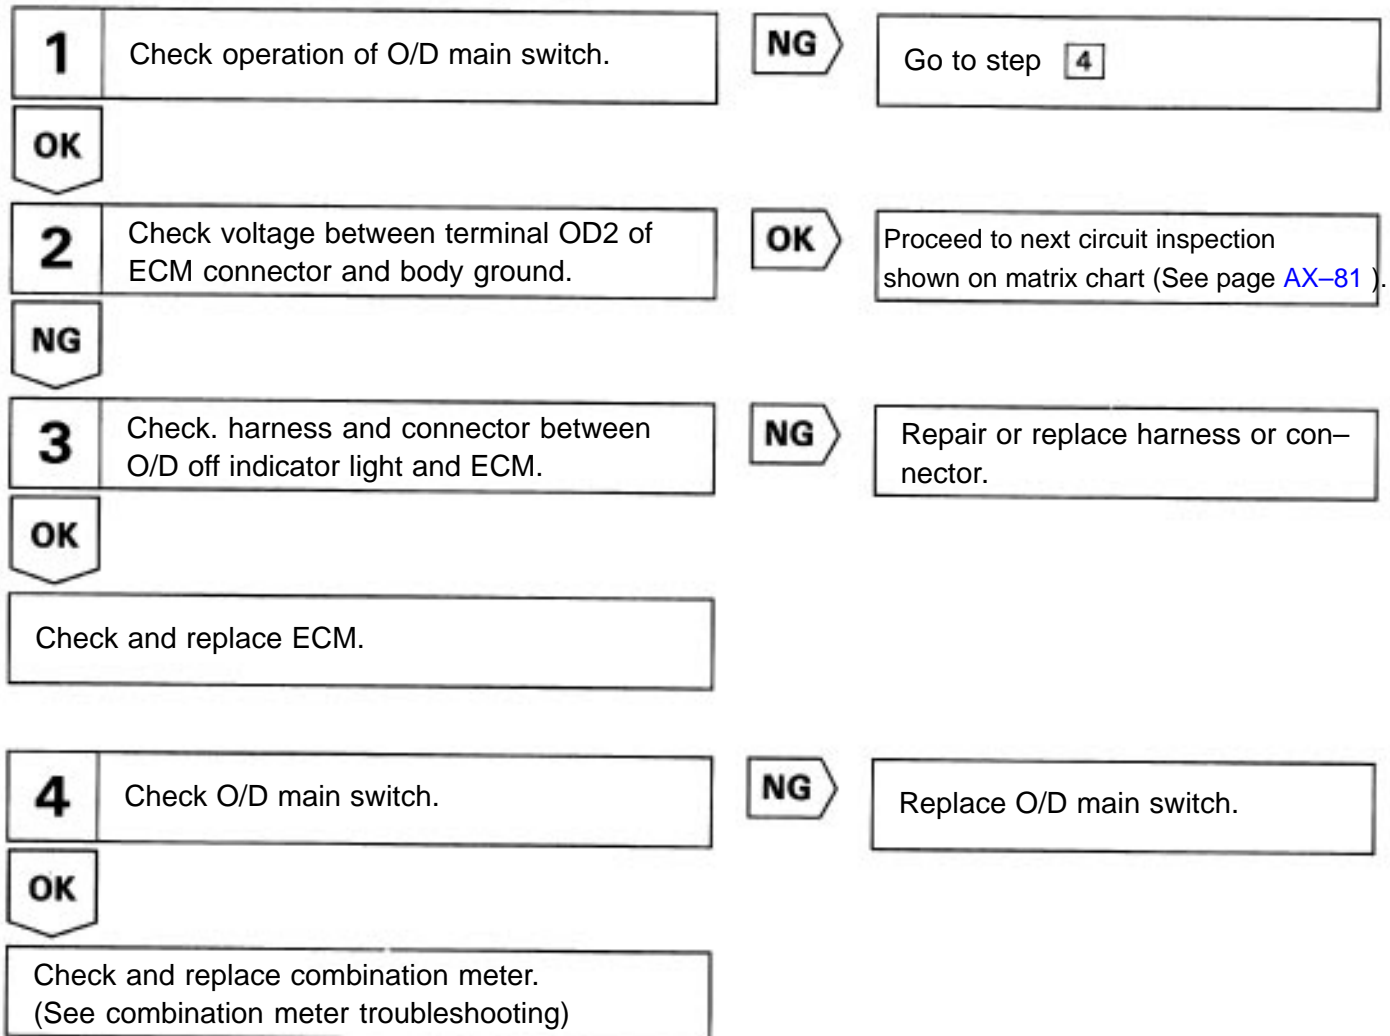 1
Check operation of O/D main switch.
NG
Go to step 4
OK
2
Check voltage between terminal OD2 of
ECM connector and body ground.
OK
Proceed to next circuit inspection
shown on matrix chart (See page AX–81 ).
NG
3
Check. harness and connector between
O/D off indicator light and ECM.
NG
Repair or replace harness or con–
nector.
OK
Check and replace ECM.
4
Check O/D main switch.
NG
Replace O/D main switch.
OK
Check and replace combination meter.
(See combination meter troubleshooting)